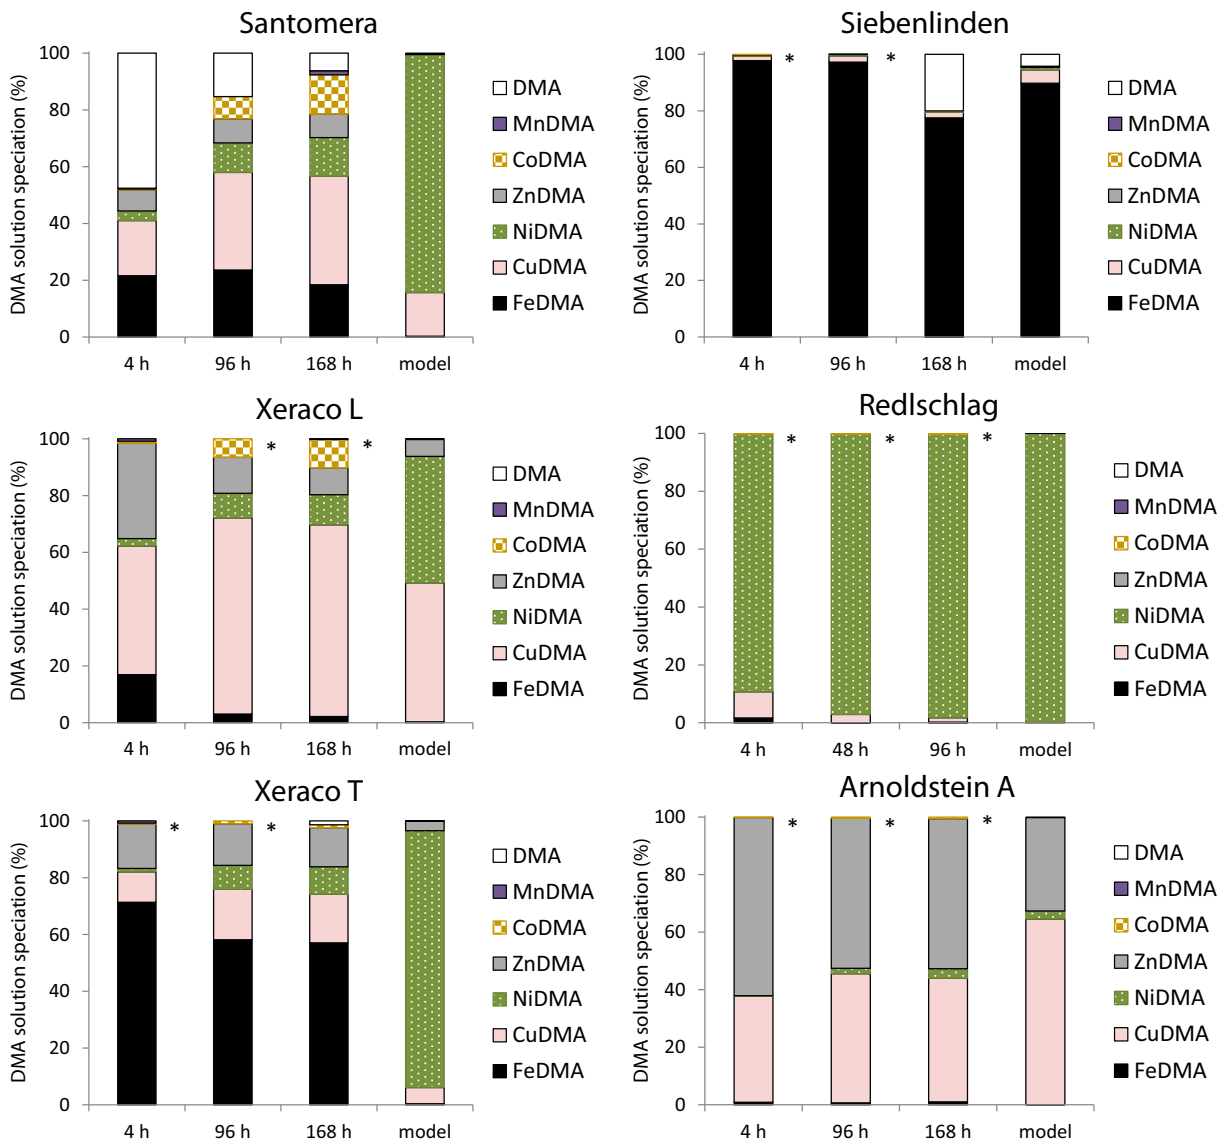 Santomera
DMA solution speciation (%)
100
80
60
40
20
0
4 h 96 h 168 h model
DMA
MnDMA
CoDMA
ZnDMA
NiDMA
CuDMA
FeDMA
Siebenlinden
DMA solution speciation (%)
100
80
60
40
20
0
* *
4 h 96 h 168 h model
DMA
MnDMA
CoDMA
ZnDMA
NiDMA
CuDMA
FeDMA
Xeraco L
DMA solution speciation (%)
100
80
60
40
20
0
* *
4 h 96 h 168 h model
DMA
MnDMA
CoDMA
ZnDMA
NiDMA
CuDMA
FeDMA
Redlschlag
DMA solution speciation (%)
100
80
60
40
20
0
* * *
4 h 48 h 96 h model
DMA
MnDMA
CoDMA
ZnDMA
NiDMA
CuDMA
FeDMA
Xeraco T
DMA solution speciation (%)
100
80
60
40
20
0
* *
4 h 96 h 168 h model
DMA
MnDMA
CoDMA
ZnDMA
NiDMA
CuDMA
FeDMA
Arnoldstein A
DMA solution speciation (%)
100
80
60
40
20
0
* * *
4 h 96 h 168 h model
DMA
MnDMA
CoDMA
ZnDMA
NiDMA
CuDMA
FeDMA